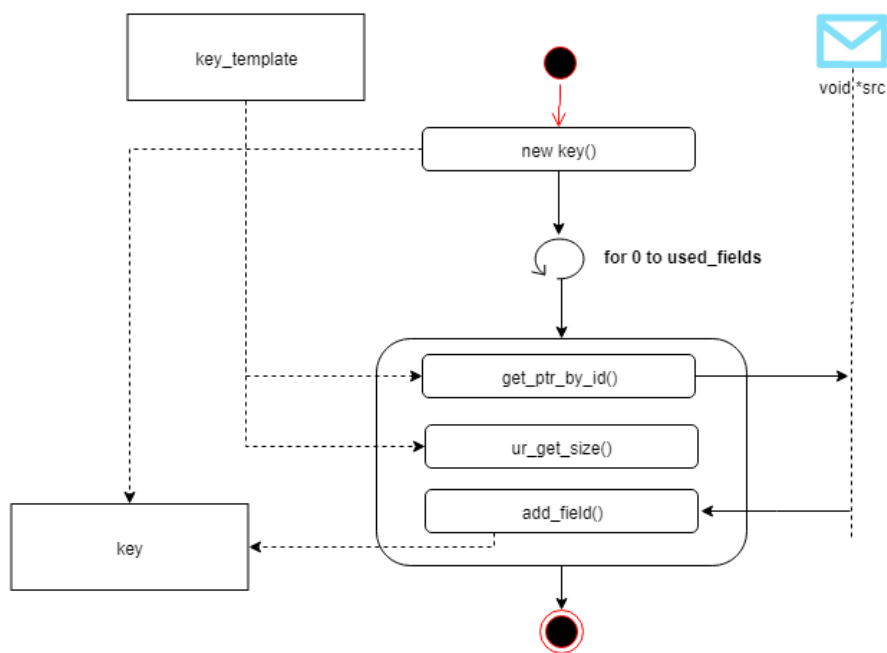 key_template
void *src
new key()
for 0 to used_fields
get_ptr_by_id()
ur_get_size()
add_field()
key